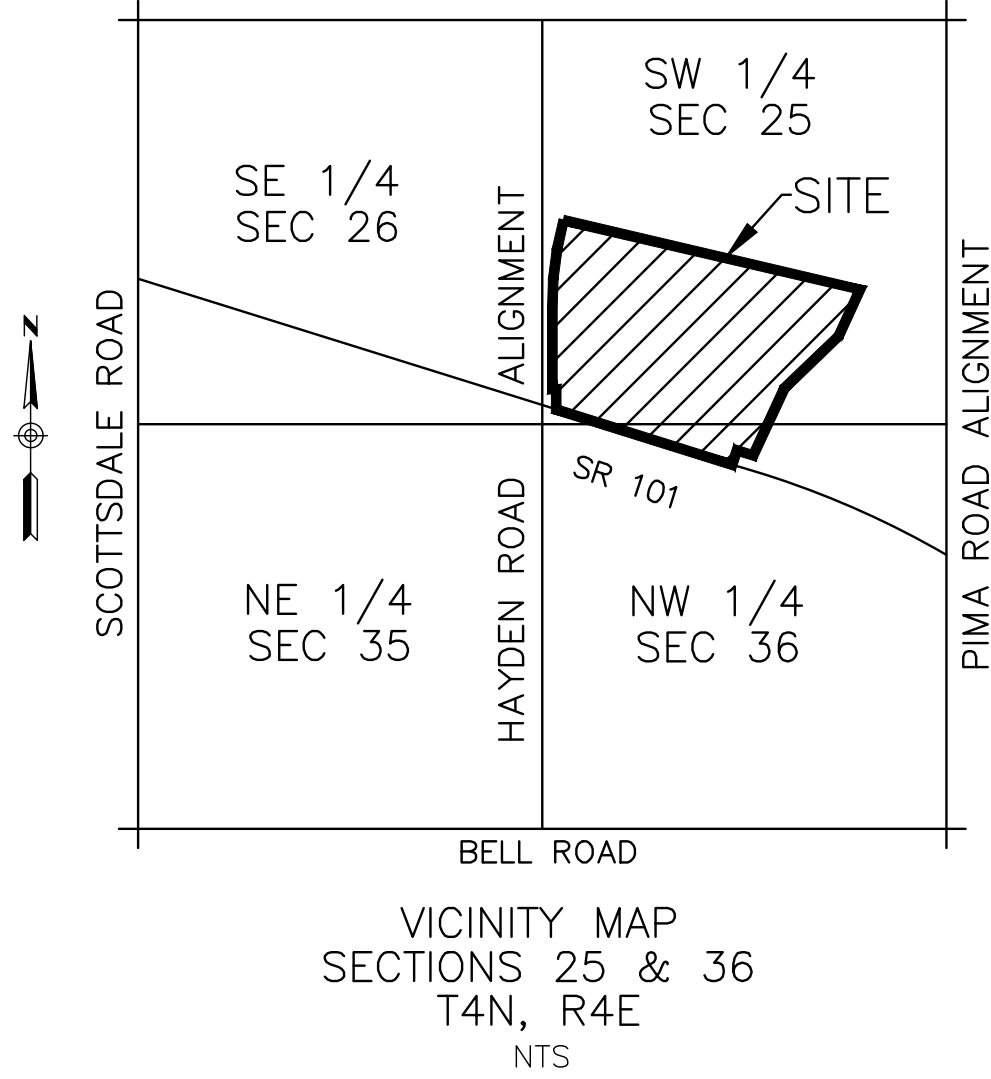 SW 1/4
SEC 25
SE 1/4
SEC 26
SITE
ALIGNMENT
N
SCOTTSDALE ROAD
PIMA ROAD ALIGNMENT
SR 101
HAYDEN ROAD
NE 1/4
SEC 35
NW 1/4
SEC 36
BELL ROAD
VICINITY MAP
SECTIONS 25 & 36
T4N, R4E
NTS